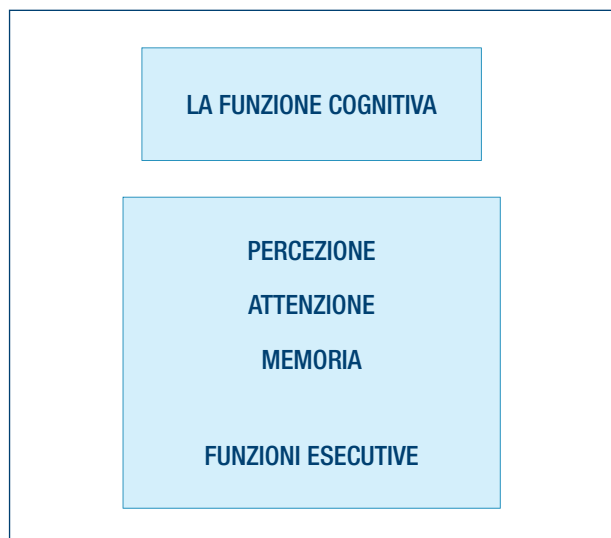 LA FUNZIONE COGNITIVA
PERCEZIONE
ATTENZIONE
MEMORIA
FUNZIONI ESECUTIVE